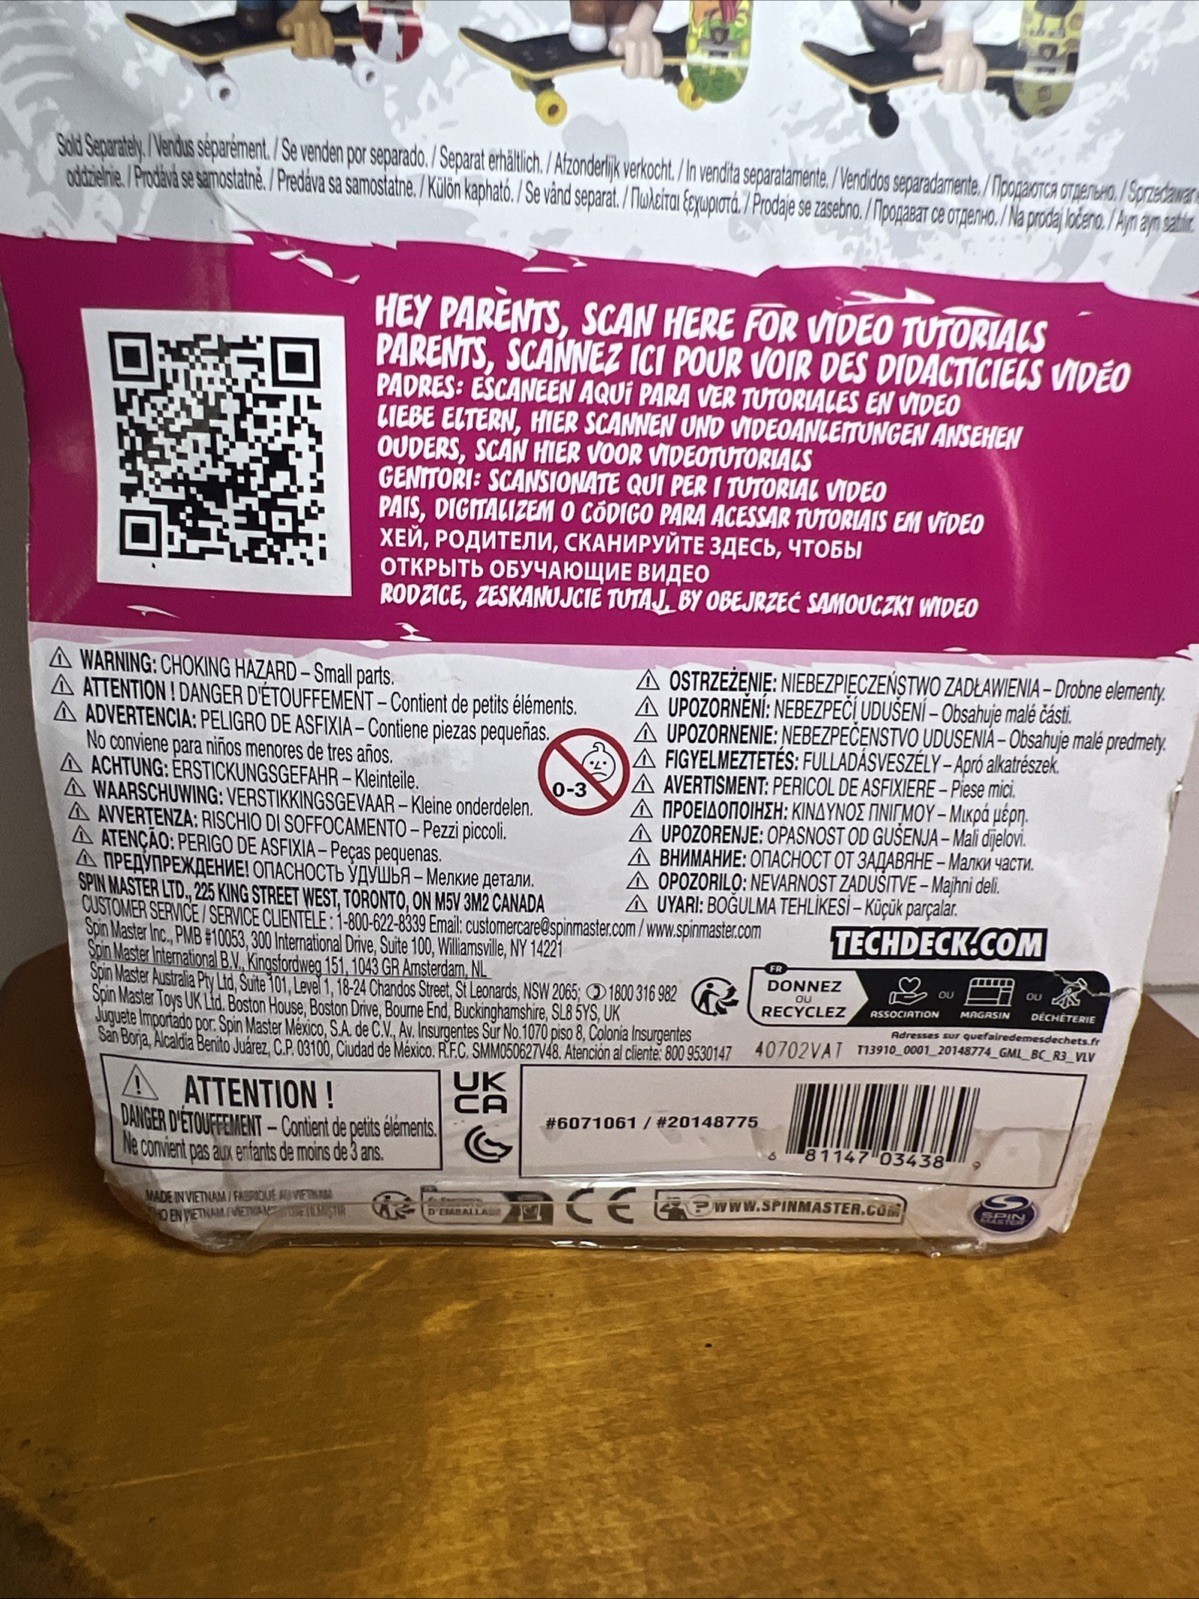 Sold Separately. / Vendus séparément. / Se venden por separado. / Separat erhältlich. / Afzonderlijk verkocht. / In vendita separatamente. / Vendidos separadamente. / Продаются отдельно. / Sprzedawane
oddzielnie. / Prodává se samostatně. / Predáva sa samostatne. / Külön kapható. / Se vând separat. / Πωλείται ξεχωριστά. / Prodaje se zasebno. / Продават се отделно. / Na prodaj ločeno. / Ayrı ayrı satılır.
HEY PARENTS, SCAN HERE FOR VIDEO TUTORIALS
PARENTS, SCANNEZ ICI POUR VOIR DES DIDACTICIELS VIDÉO
PADRES: ESCANEEN AQUÍ PARA VER TUTORIALES EN VIDEO
LIEBE ELTERN, HIER SCANNEN UND VIDEOANLEITUNGEN ANSEHEN
OUDERS, SCAN HIER VOOR VIDEOTUTORIALS
GENITORI: SCANSIONATE QUI PER I TUTORIAL VIDEO
PAIS, DIGITALIZEM O CÓDIGO PARA ACESSAR TUTORIAIS EM VÍDEO
ХЕЙ, РОДИТЕЛИ, СКАНИРУЙТЕ ЗДЕСЬ, ЧТОБЫ
ОТКРЫТЬ ОБУЧАЮЩИЕ ВИДЕО
RODZICE, ZESKANUJCIE TUTAJ, BY OBEJRZEĆ SAMOUCZKI WIDEO
WARNING: CHOKING HAZARD – Small parts.
ATTENTION ! DANGER D'ÉTOUFFEMENT – Contient de petits éléments.
ADVERTENCIA: PELIGRO DE ASFIXIA – Contiene piezas pequeñas.
No conviene para niños menores de tres años.
ACHTUNG: ERSTICKUNGSGEFAHR – Kleinteile.
WAARSCHUWING: VERSTIKKINGSGEVAAR – Kleine onderdelen.
AVVERTENZA: RISCHIO DI SOFFOCAMENTO – Pezzi piccoli.
ATENÇÃO: PERIGO DE ASFIXIA – Peças pequenas.
ПРЕДУПРЕЖДЕНИЕ! ОПАСНОСТЬ УДУШЬЯ – Мелкие детали.
0-3
OSTRZEŻENIE: NIEBEZPIECZEŃSTWO ZADŁAWIENIA – Drobne elementy.
UPOZORNĚNÍ: NEBEZPEČÍ UDUŠENÍ – Obsahuje malé části.
UPOZORNENIE: NEBEZPEČENSTVO UDUSENIA – Obsahuje malé predmety.
FIGYELMEZTETÉS: FULLADÁSVESZÉLY – Apró alkatrészek.
AVERTISMENT: PERICOL DE ASFIXIERE – Piese mici.
ΠΡΟΕΙΔΟΠΟΙΗΣΗ: ΚΙΝΔΥΝΟΣ ΠΝΙΓΜΟΥ – Μικρά μέρη.
UPOZORENJE: OPASNOST OD GUŠENJA – Mali dijelovi.
ВНИМАНИЕ: ОПАСНОСТ ОТ ЗАДАВЯНЕ – Малки части.
OPOZORILO: NEVARNOST ZADUŠITVE – Majhni deli.
UYARI: BOĞULMA TEHLİKESİ – Küçük parçalar.
SPIN MASTER LTD., 225 KING STREET WEST, TORONTO, ON M5V 3M2 CANADA
CUSTOMER SERVICE / SERVICE CLIENTÈLE : 1-800-622-8339 Email: customercare@spinmaster.com / www.spinmaster.com
Spin Master Inc., PMB #10053, 300 International Drive, Suite 100, Williamsville, NY 14221
Spin Master International B.V., Kingsfordweg 151, 1043 GR Amsterdam, NL
Spin Master Australia Pty Ltd, Suite 101, Level 1, 18-24 Chandos Street, St Leonards, NSW 2065; 1800 316 982
Spin Master Toys UK Ltd, Boston House, Boston Drive, Bourne End, Buckinghamshire, SL8 5YS, UK
Juguete Importado por: Spin Master México, S.A. de C.V., Av. Insurgentes Sur No.1070 piso 8, Colonia Insurgentes
San Borja, Alcaldía Benito Juárez, C.P. 03100, Ciudad de México. R.F.C. SMM050627V48. Atención al cliente: 800 9530147
TECHDECK.COM
FR
DONNEZ
OU
RECYCLEZ
ASSOCIATION
OU
MAGASIN
OU
DÉCHÈTERIE
Adresses sur quefairedemesdechets.fr
40702VAT
T13910_0001_20148774_GML_BC_R3_VLV
ATTENTION !
DANGER D'ÉTOUFFEMENT – Contient de petits éléments.
Ne convient pas aux enfants de moins de 3 ans.
UK
CA
#6071061 / #20148775
6 81147 03438 9
MADE IN VIETNAM / FABRIQUÉ AU VIETNAM
D'EMBALLAGE
CE
WWW.SPINMASTER.COM
SPIN
MASTER